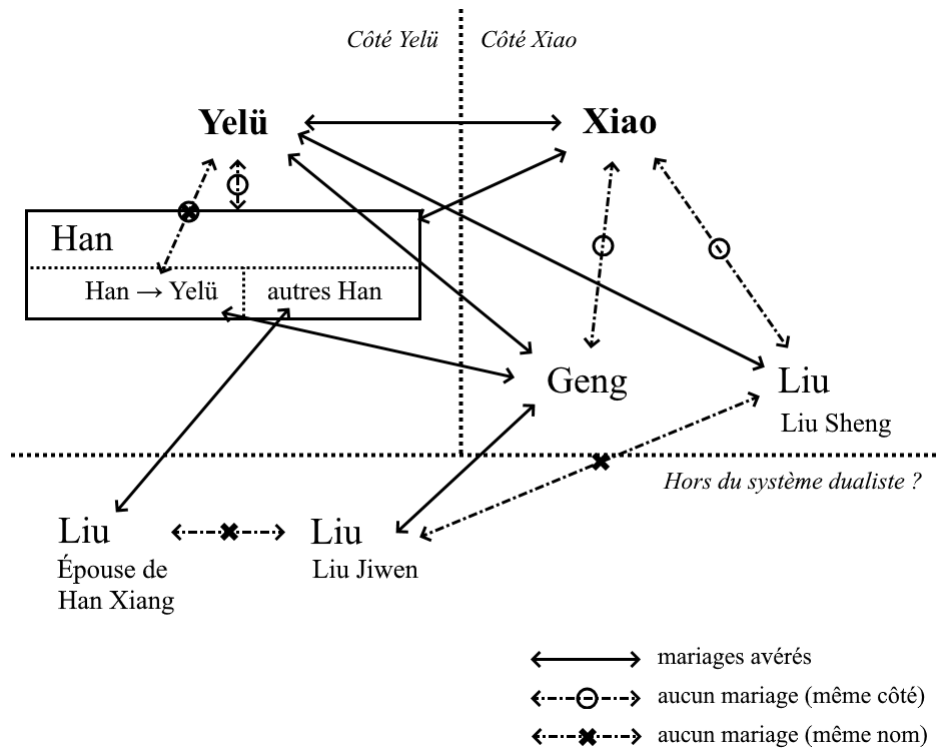 Côté Yelü
Côté Xiao
Yelü
Xiao
Han
Han → Yelü
autres Han
Geng
Liu
Liu Sheng
Hors du système dualiste ?
Liu
Épouse de
Han Xiang
Liu
Liu Jiwen
mariages avérés
aucun mariage (même côté)
aucun mariage (même nom)